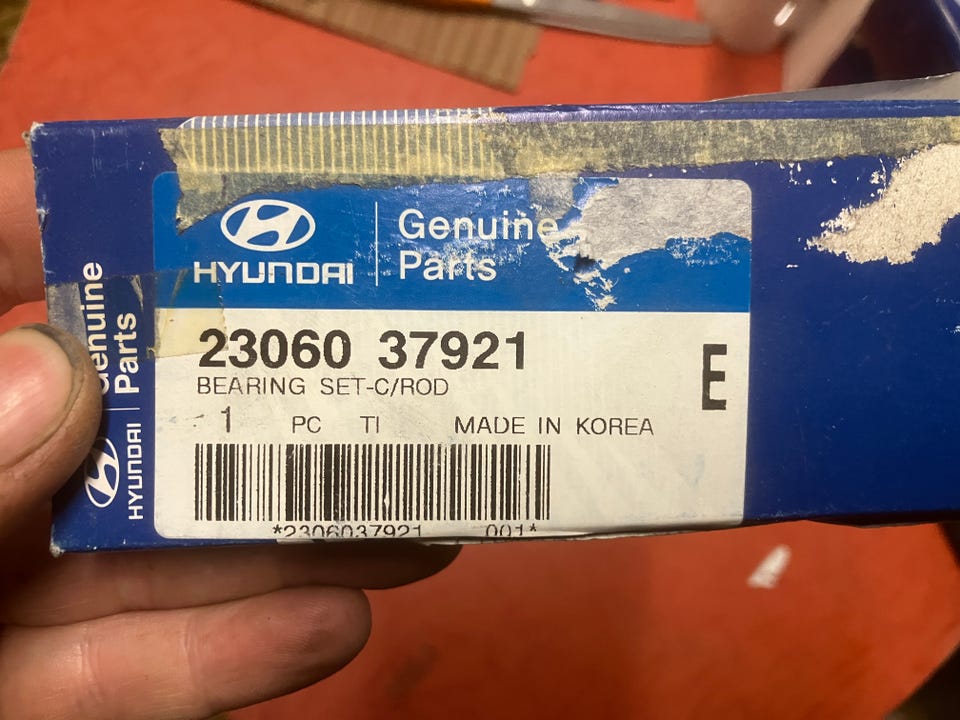 HYUNDAI
Genuine
Parts
23060 37921
BEARING SET-C/ROD
E
1 PC TI MADE IN KOREA
*2306037921 001*
HYUNDAI
Genuine
Parts